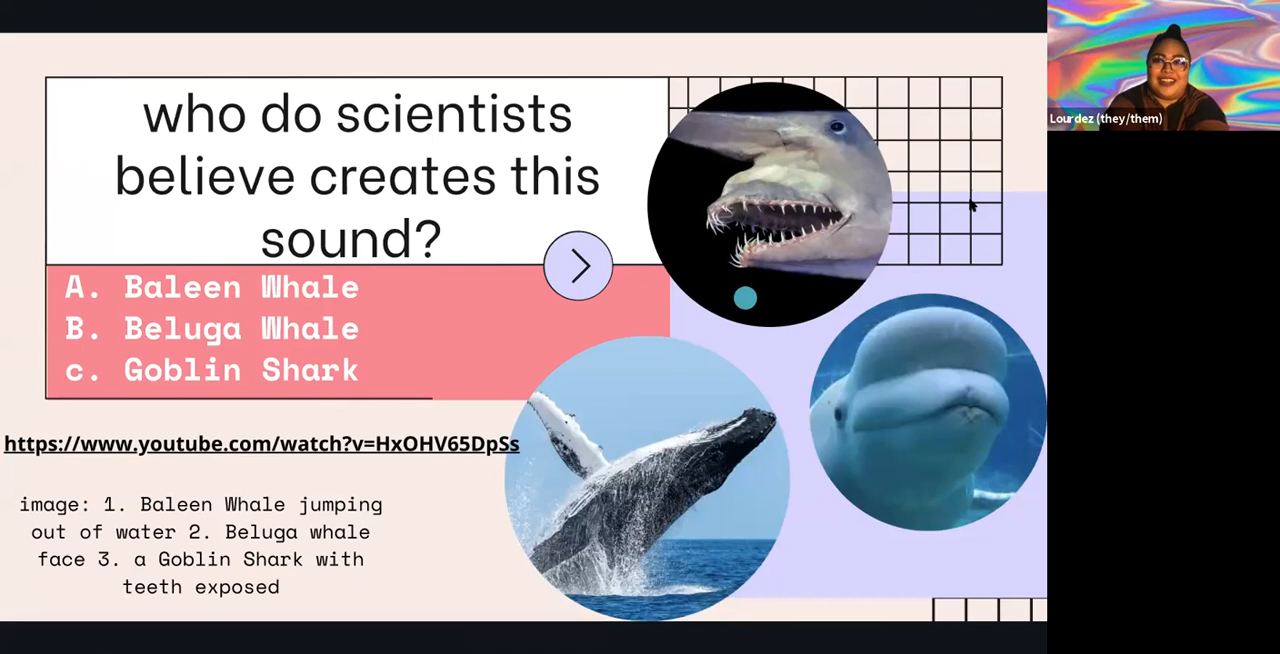 who do scientists
believe creates this
sound?
A. Baleen Whale
B. Beluga Whale
c. Goblin Shark
https://www.youtube.com/watch?v=HxOHV65DpSs
image: 1. Baleen Whale jumping
out of water 2. Beluga whale
face 3. a Goblin Shark with
teeth exposed
Lourdez (they/them)